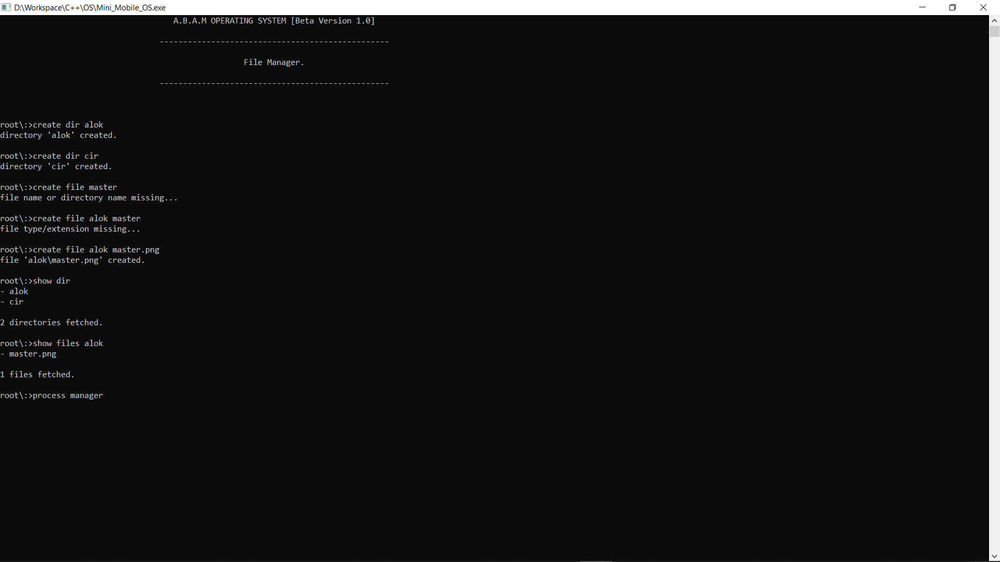 D:\Workspace\C++\OS\Mini_Mobile_OS.exe
A.B.A.M OPERATING SYSTEM [Beta Version 1.0]
-------------------------------------------------
File Manager.
-------------------------------------------------
root\:>create dir alok
directory 'alok' created.
root\:>create dir cir
directory 'cir' created.
root\:>create file master
file name or directory name missing...
root\:>create file alok master
file type/extension missing...
root\:>create file alok master.png
file 'alok\master.png' created.
root\:>show dir
- alok
- cir
2 directories fetched.
root\:>show files alok
- master.png
1 files fetched.
root\:>process manager